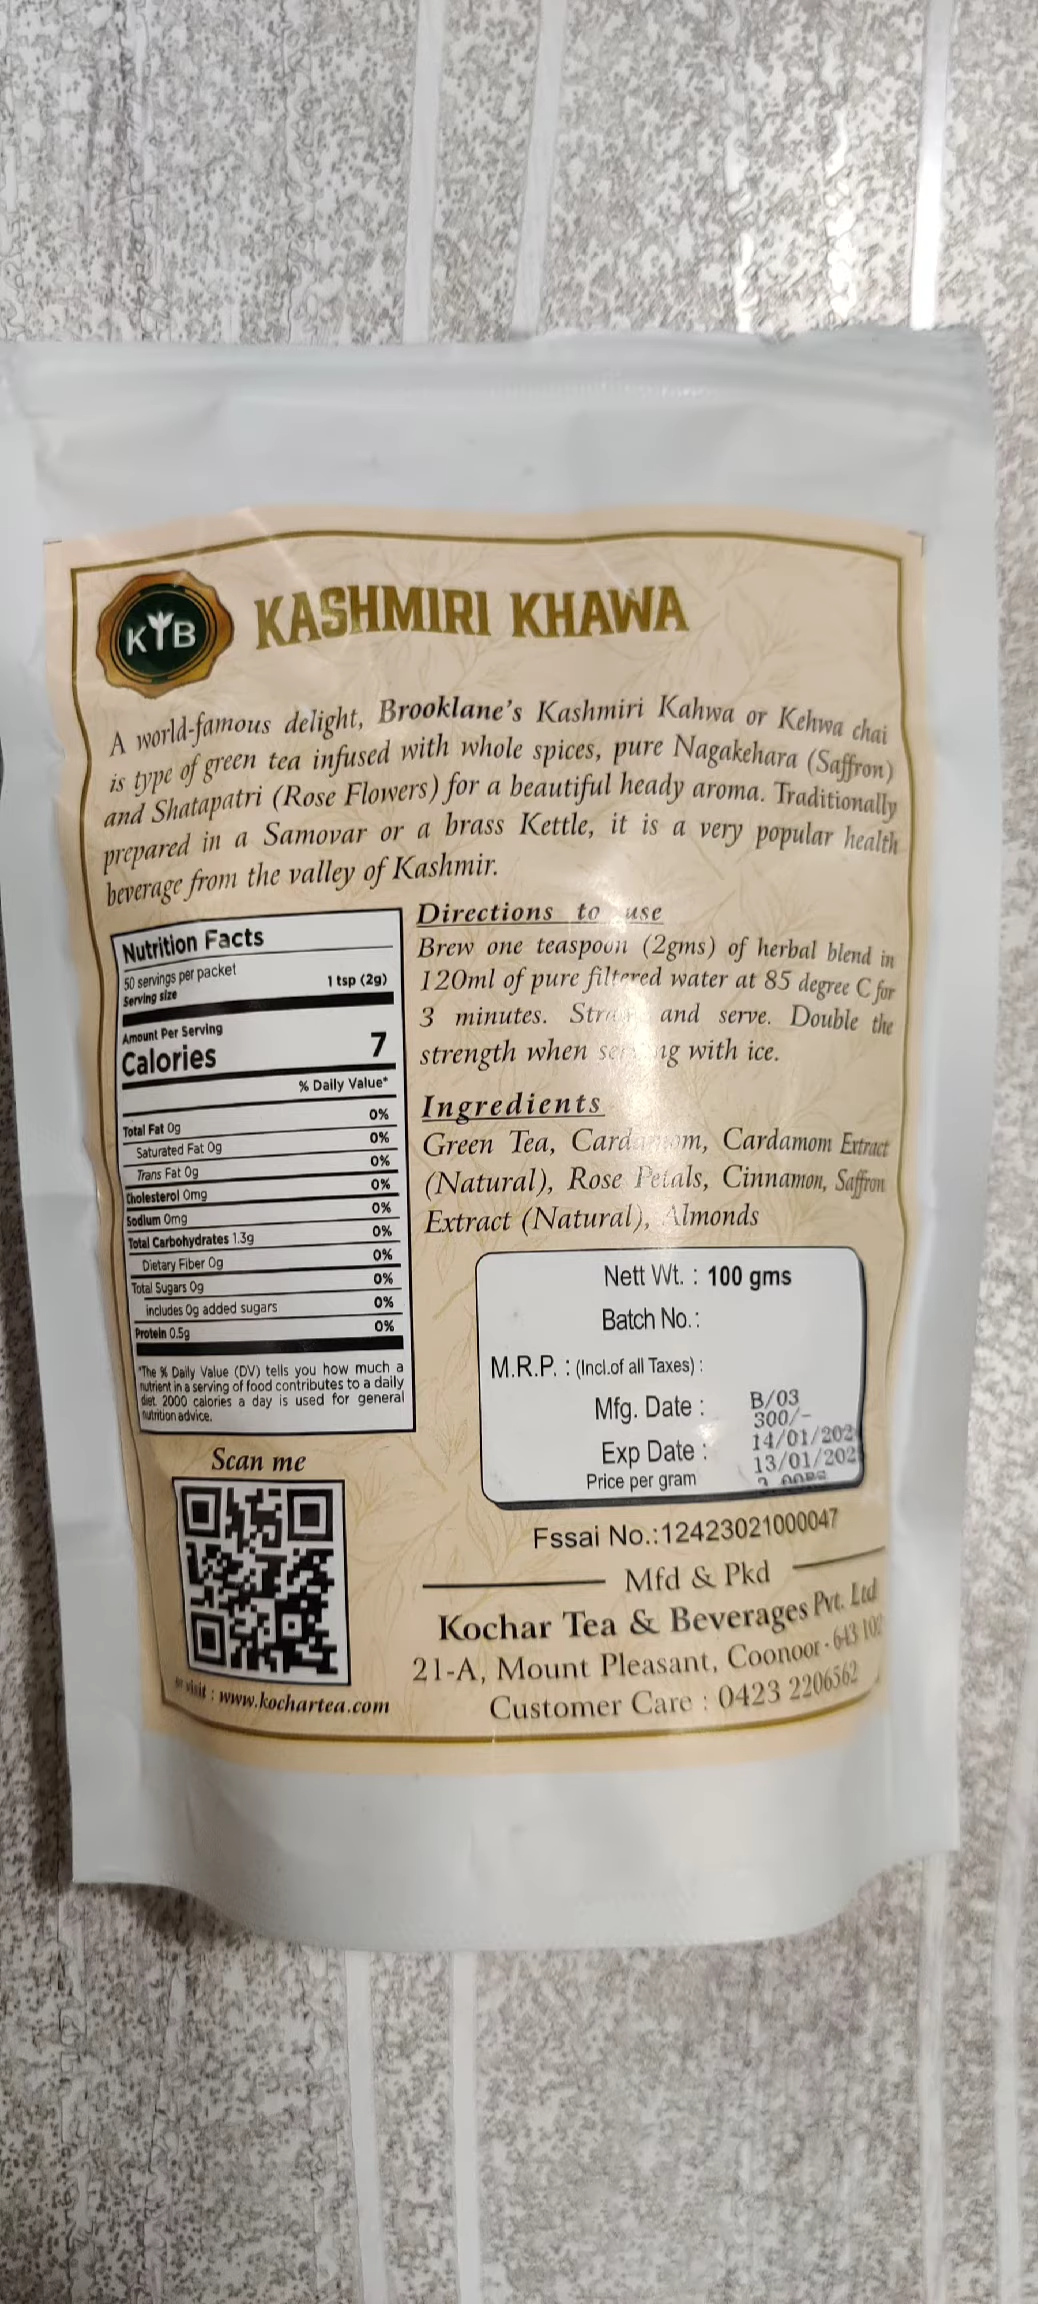 KTB
KASHMIRI KHAWA
A world-famous delight, Brooklane's Kashmiri Kahwa or Kehwa chai
is type of green tea infused with whole spices, pure Nagakehara (Saffron)
and Shatapatri (Rose Flowers) for a beautiful heady aroma. Traditionally
prepared in a Samovar or a brass Kettle, it is a very popular health
beverage from the valley of Kashmir.
Nutrition Facts
50 servings per packet
Serving size 1 tsp (2g)
Amount Per Serving
Calories 7
% Daily Value*
Total Fat 0g 0%
Saturated Fat 0g 0%
Trans Fat 0g 0%
Cholesterol 0mg 0%
Sodium 0mg 0%
Total Carbohydrates 1.3g 0%
Dietary Fiber 0g 0%
Total Sugars 0g 0%
includes 0g added sugars 0%
Protein 0.5g 0%
*The % Daily Value (DV) tells you how much a
nutrient in a serving of food contributes to a daily
diet. 2000 calories a day is used for general
nutrition advice.
Directions to use
Brew one teaspoon (2gms) of herbal blend in
120ml of pure filtered water at 85 degree C for
3 minutes. and serve. Double the
strength when with ice.
Ingredients
Green Tea, Cardamom, Cardamom Extract
(Natural), Rose Petals, Cinnamon, Saffron
Extract (Natural), Almonds
Nett Wt. : 100 gms
Batch No. :
M.R.P. : (Incl.of all Taxes) :
Mfg. Date :
Exp Date :
Price per gram
B/03
300/-
14/01/202
13/01/202
Fssai No.:12423021000047
Mfd & Pkd
Kochar Tea & Beverages Pvt. Ltd
21-A, Mount Pleasant, Coonoor - 643 102
Customer Care : 0423 2206562
Scan me
visit : www.kochartea.com